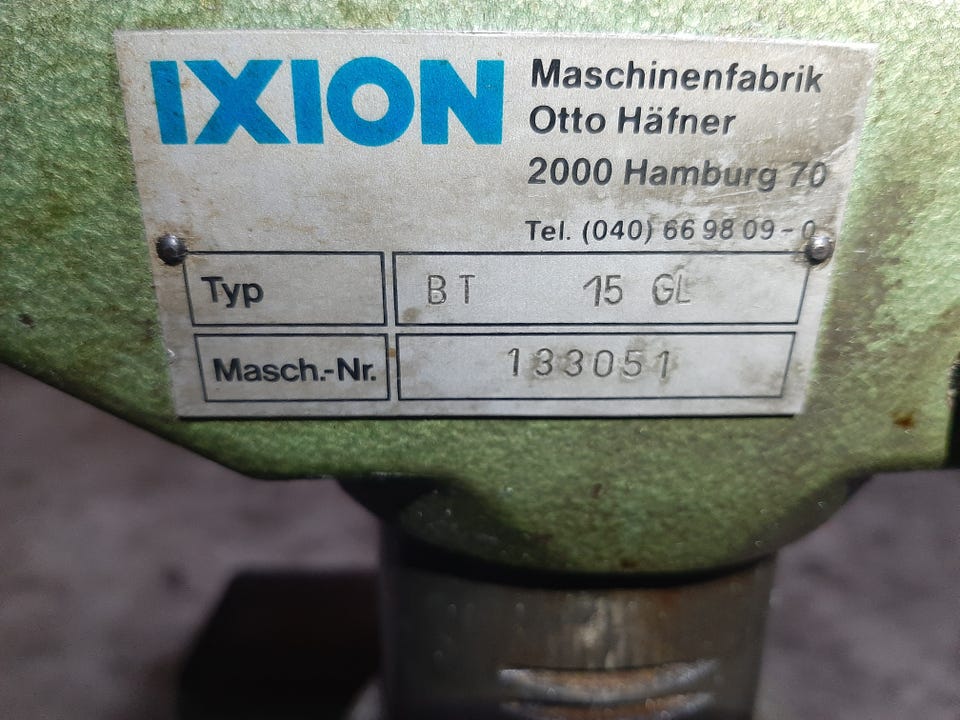 IXION
Maschinenfabrik
Otto Häfner
2000 Hamburg 70
Tel. (040) 66 98 09-0
Typ BT 15 GL
Masch.-Nr. 133051